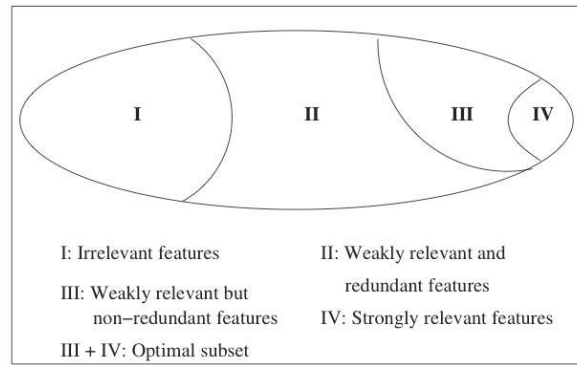 I
II
III
IV
I: Irrelevant features
II: Weakly relevant and
redundant features
III: Weakly relevant but
non−redundant features
IV: Strongly relevant features
III + IV: Optimal subset